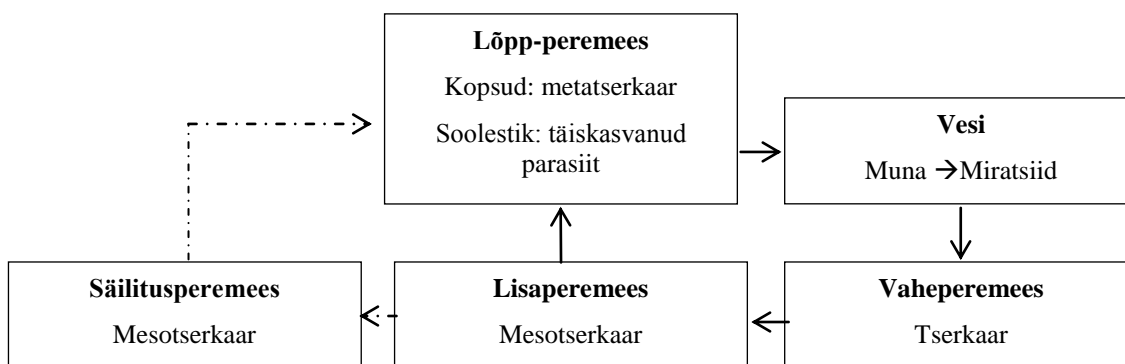 Lõpp-peremees
Kopsud: metatserkaar
Soolestik: täiskasvanud
parasiit
Vesi
Muna →Miratsiid
Säilitusperemees
Mesotserkaar
Lisaperemees
Mesotserkaar
Vaheperemees
Tserkaar